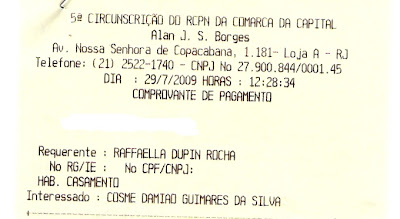 5ª CIRCUNSCRIÇÃO DO RCPN DA COMARCA DA CAPITAL
Alan J. S. Borges
Av. Nossa Senhora de Copacabana, 1.181- Loja A - RJ
Telefone: (21) 2522-1740 - CNPJ No 27.900.844/0001.45
DIA : 29/7/2009 HORAS : 12:28:34
COMPROVANTE DE PAGAMENTO
Requerente : RAFFAELLA DUPIN ROCHA
No RG/IE : No CPF/CNPJ:
HAB. CASAMENTO
Interessado : COSME DAMIAO GUIMARES DA SILVA